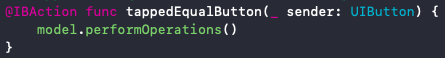 @IBAction func tappedEqualButton(_ sender: UIButton) {
    model.performOperations()
}